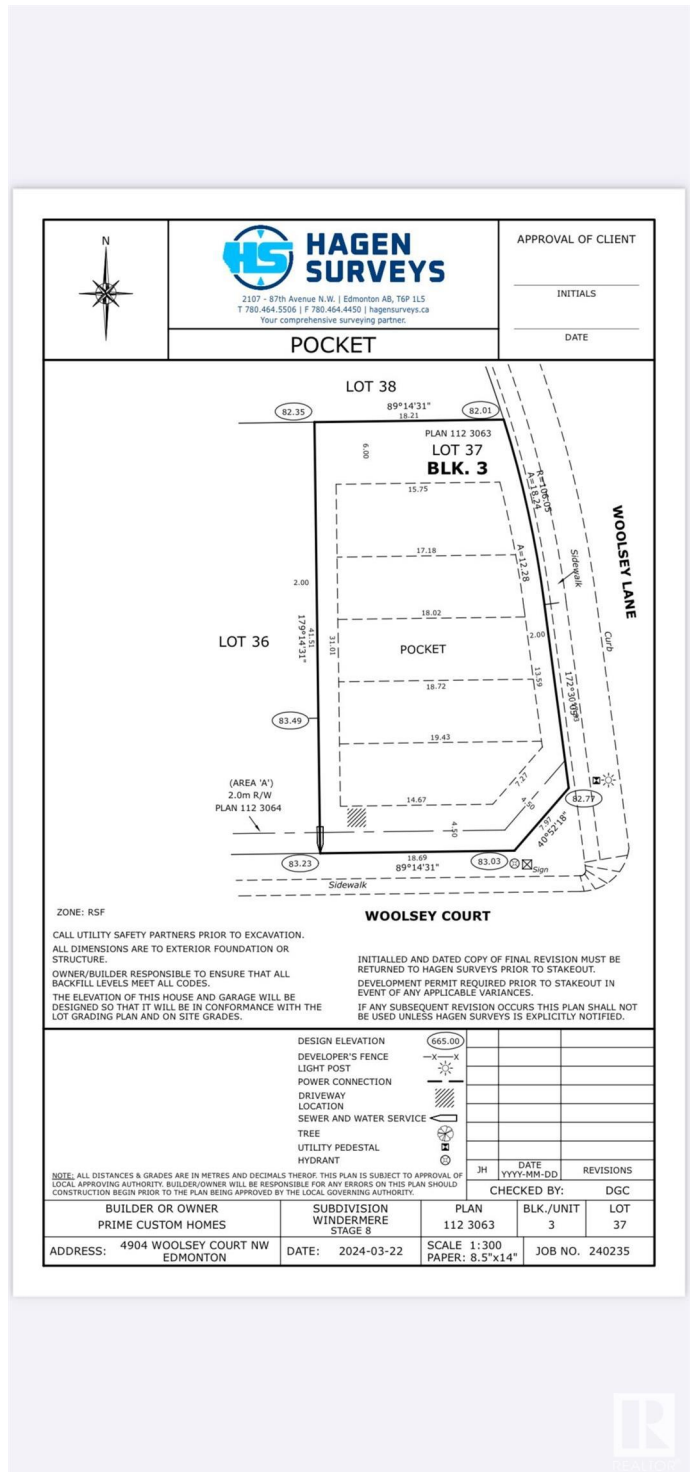 N
HAGEN
SURVEYS
2107 - 87th Avenue N.W. | Edmonton AB, T6P 1L5
T 780.464.5506 | F 780.464.4450 | hagensurveys.ca
Your comprehensive surveying partner.
POCKET
APPROVAL OF CLIENT
INITIALS
DATE
LOT 38
82.35
89°14'31"
18.21
82.01
PLAN 112 3063
LOT 37
BLK. 3
6.00
15.75
R=106.05
A=18.24
WOOLSEY LANE
17.18
A=12.28
Sidewalk
2.00
179°14'31"
41.51
31.01
18.02
LOT 36
POCKET
2.00
Curb
18.72
13.59
172°30'05"
83.49
19.43
(AREA 'A')
2.0m R/W
PLAN 112 3064
14.67
7.27
4.50
82.77
4.50
7.97
40°52'18"
83.23
18.69
89°14'31"
83.03
Sign
Sidewalk
ZONE: RSF
WOOLSEY COURT
CALL UTILITY SAFETY PARTNERS PRIOR TO EXCAVATION.
ALL DIMENSIONS ARE TO EXTERIOR FOUNDATION OR
STRUCTURE.
OWNER/BUILDER RESPONSIBLE TO ENSURE THAT ALL
BACKFILL LEVELS MEET ALL CODES.
THE ELEVATION OF THIS HOUSE AND GARAGE WILL BE
DESIGNED SO THAT IT WILL BE IN CONFORMANCE WITH THE
LOT GRADING PLAN AND ON SITE GRADES.
INITIALLED AND DATED COPY OF FINAL REVISION MUST BE
RETURNED TO HAGEN SURVEYS PRIOR TO STAKEOUT.
DEVELOPMENT PERMIT REQUIRED PRIOR TO STAKEOUT IN
EVENT OF ANY APPLICABLE VARIANCES.
IF ANY SUBSEQUENT REVISION OCCURS THIS PLAN SHALL NOT
BE USED UNLESS HAGEN SURVEYS IS EXPLICITLY NOTIFIED.
DESIGN ELEVATION 665.00
DEVELOPER'S FENCE —X—X
LIGHT POST
POWER CONNECTION
DRIVEWAY
LOCATION
SEWER AND WATER SERVICE
TREE
UTILITY PEDESTAL H
HYDRANT
NOTE: ALL DISTANCES & GRADES ARE IN METRES AND DECIMALS THEROF. THIS PLAN IS SUBJECT TO APPROVAL OF
LOCAL APPROVING AUTHORITY. BUILDER/OWNER WILL BE RESPONSIBLE FOR ANY ERRORS ON THIS PLAN SHOULD
CONSTRUCTION BEGIN PRIOR TO THE PLAN BEING APPROVED BY THE LOCAL GOVERNING AUTHORITY.
JH
DATE
YYYY-MM-DD
REVISIONS
CHECKED BY: DGC
BUILDER OR OWNER
PRIME CUSTOM HOMES
SUBDIVISION
WINDERMERE
STAGE 8
PLAN
112 3063
BLK./UNIT
3
LOT
37
ADDRESS: 4904 WOOLSEY COURT NW
EDMONTON
DATE: 2024-03-22
SCALE 1:300
PAPER: 8.5"x14"
JOB NO. 240235
REALTOR